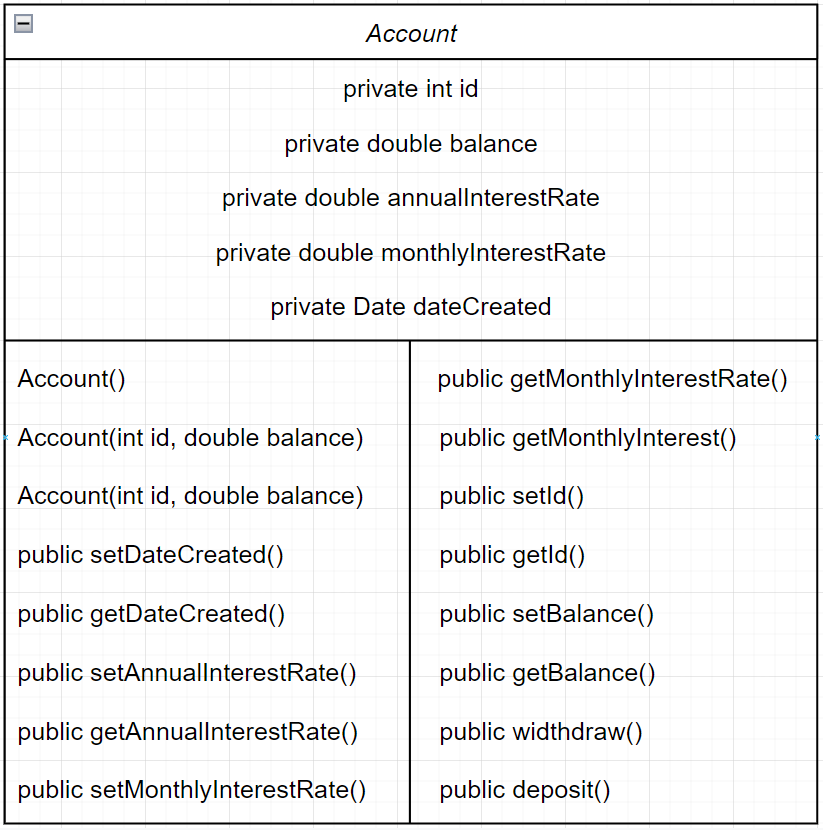 Account
private int id
private double balance
private double annualInterestRate
private double monthlyInterestRate
private Date dateCreated
Account()
Account(int id, double balance)
Account(int id, double balance)
public setDateCreated()
public getDateCreated()
public setAnnualInterestRate()
public getAnnualInterestRate()
public setMonthlyInterestRate()
public getMonthlyInterestRate()
public getMonthlyInterest()
public setId()
public getId()
public setBalance()
public getBalance()
public widthdraw()
public deposit()